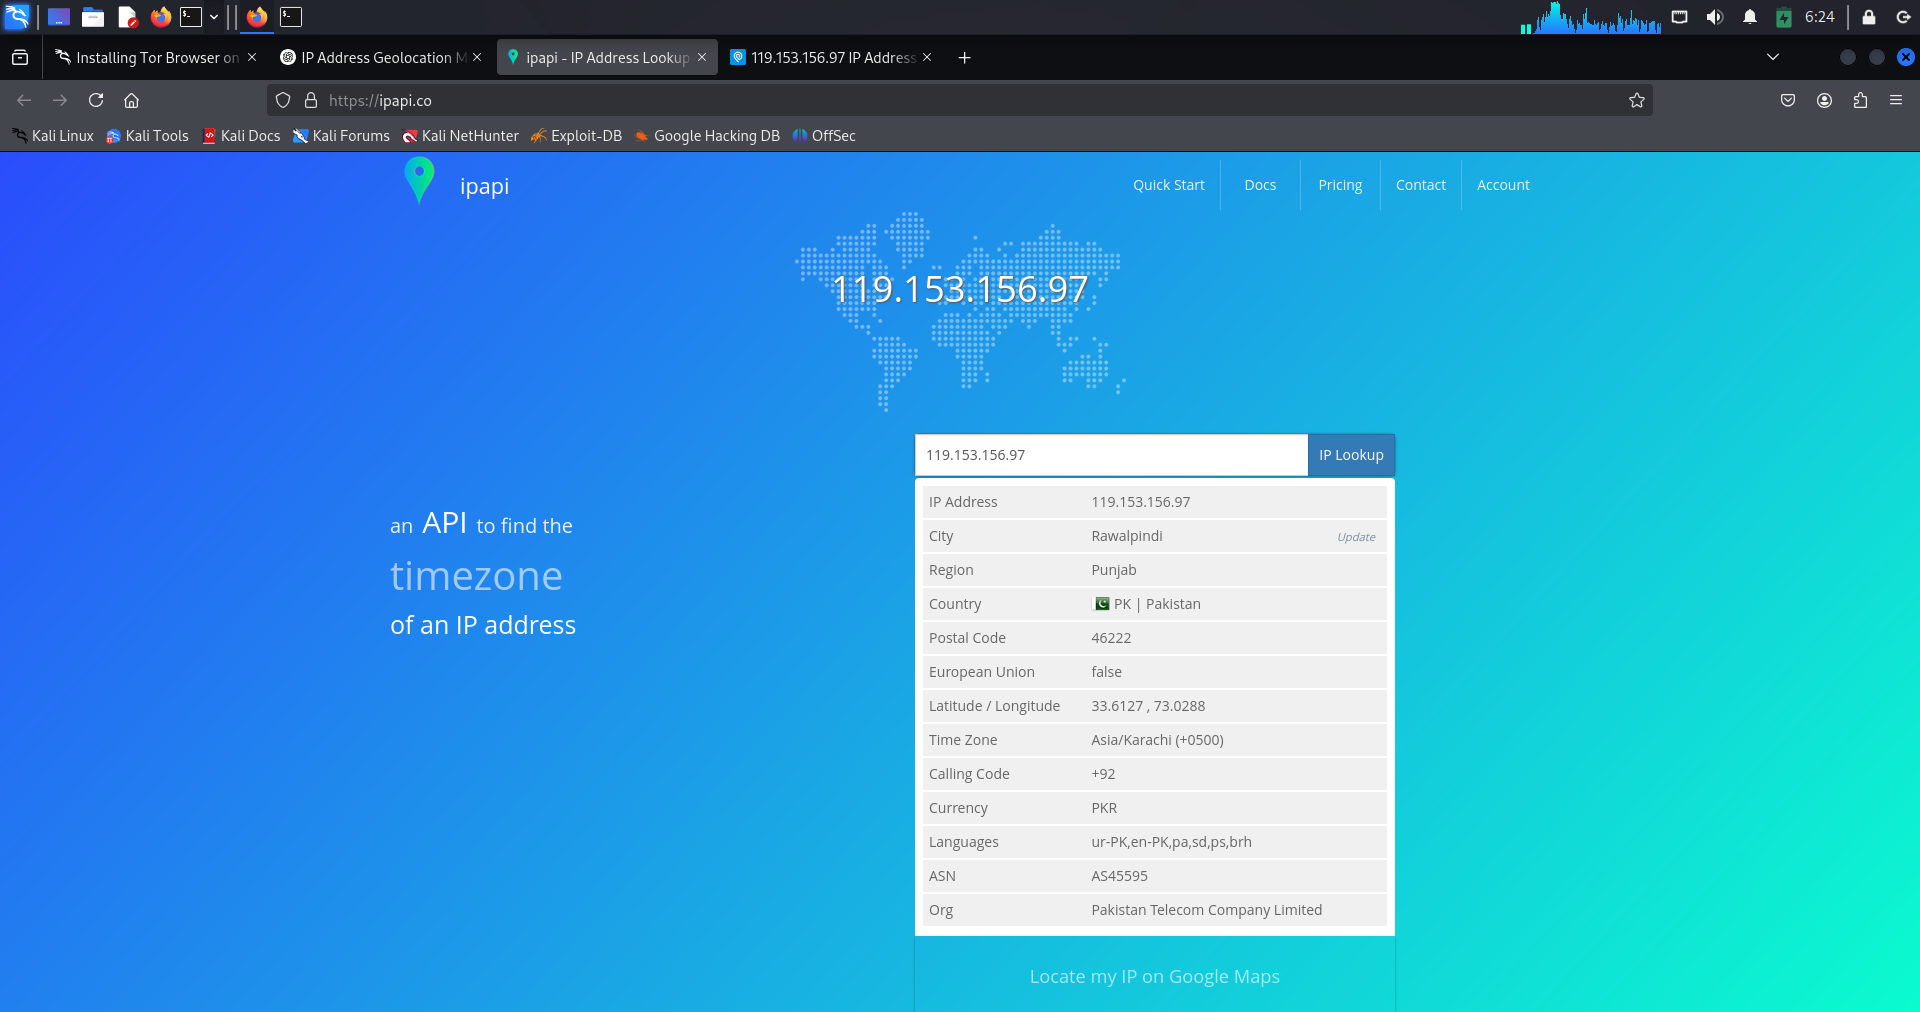 6:24
Installing Tor Browser on
IP Address Geolocation M
ipapi - IP Address Lookup
119.153.156.97 IP Address
https://ipapi.co
Kali Linux
Kali Tools
Kali Docs
Kali Forums
Kali NetHunter
Exploit-DB
Google Hacking DB
OffSec
ipapi
Quick Start
Docs
Pricing
Contact
Account
119.153.156.97
119.153.156.97
IP Lookup
an API to find the
timezone
of an IP address
IP Address 119.153.156.97
City Rawalpindi Update
Region Punjab
Country PK | Pakistan
Postal Code 46222
European Union false
Latitude / Longitude 33.6127 , 73.0288
Time Zone Asia/Karachi (+0500)
Calling Code +92
Currency PKR
Languages ur-PK,en-PK,pa,sd,ps,brh
ASN AS45595
Org Pakistan Telecom Company Limited
Locate my IP on Google Maps